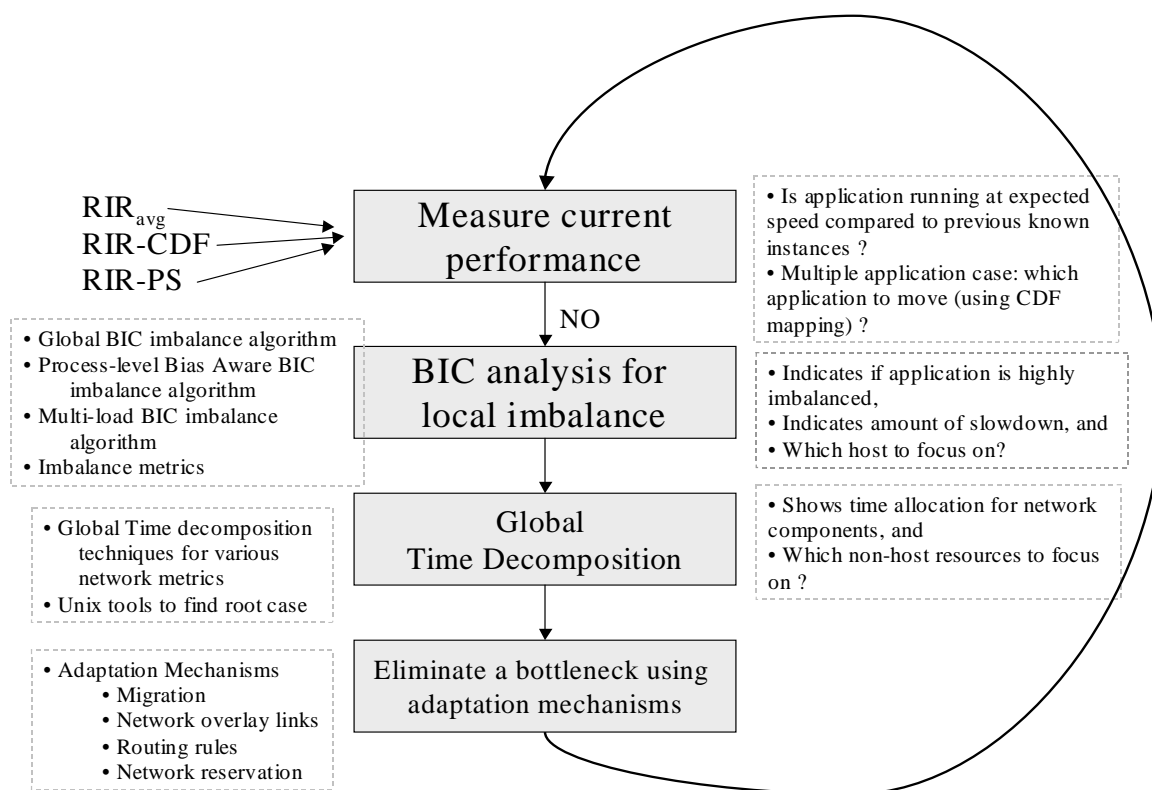 RIRavg
RIR-CDF
RIR-PS
Measure current
performance
• Is application running at expected
speed compared to previous known
instances ?
• Multiple application case: which
application to move (using CDF
mapping) ?
NO
• Global BIC imbalance algorithm
• Process-level Bias Aware BIC
imbalance algorithm
• Multi-load BIC imbalance
algorithm
• Imbalance metrics
BIC analysis for
local imbalance
• Indicates if application is highly
imbalanced,
• Indicates amount of slowdown, and
• Which host to focus on?
• Global Time decomposition
techniques for various
network metrics
• Unix tools to find root case
Global
Time Decomposition
• Shows time allocation for network
components, and
• Which non-host resources to focus
on ?
• Adaptation Mechanisms
• Migration
• Network overlay links
• Routing rules
• Network reservation
Eliminate a bottleneck using
adaptation mechanisms